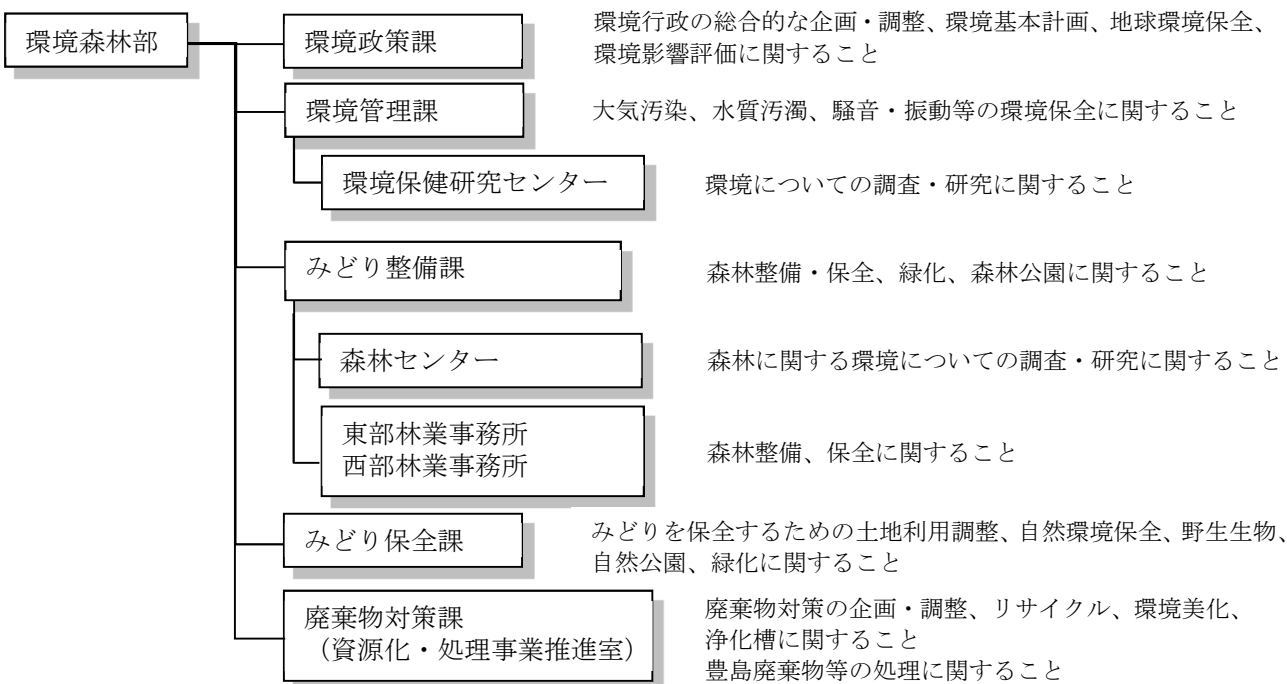 環境森林部
環境政策課
環境行政の総合的な企画・調整、環境基本計画、地球環境保全、
環境影響評価に関すること
環境管理課
大気汚染、水質汚濁、騒音・振動等の環境保全に関すること
環境保健研究センター
環境についての調査・研究に関すること
みどり整備課
森林整備・保全、緑化、森林公園に関すること
森林センター
森林に関する環境についての調査・研究に関すること
東部林業事務所
西部林業事務所
森林整備、保全に関すること
みどり保全課
みどりを保全するための土地利用調整、自然環境保全、野生生物、
自然公園、緑化に関すること
廃棄物対策課
（資源化・処理事業推進室）
廃棄物対策の企画・調整、リサイクル、環境美化、
浄化槽に関すること
豊島廃棄物等の処理に関すること